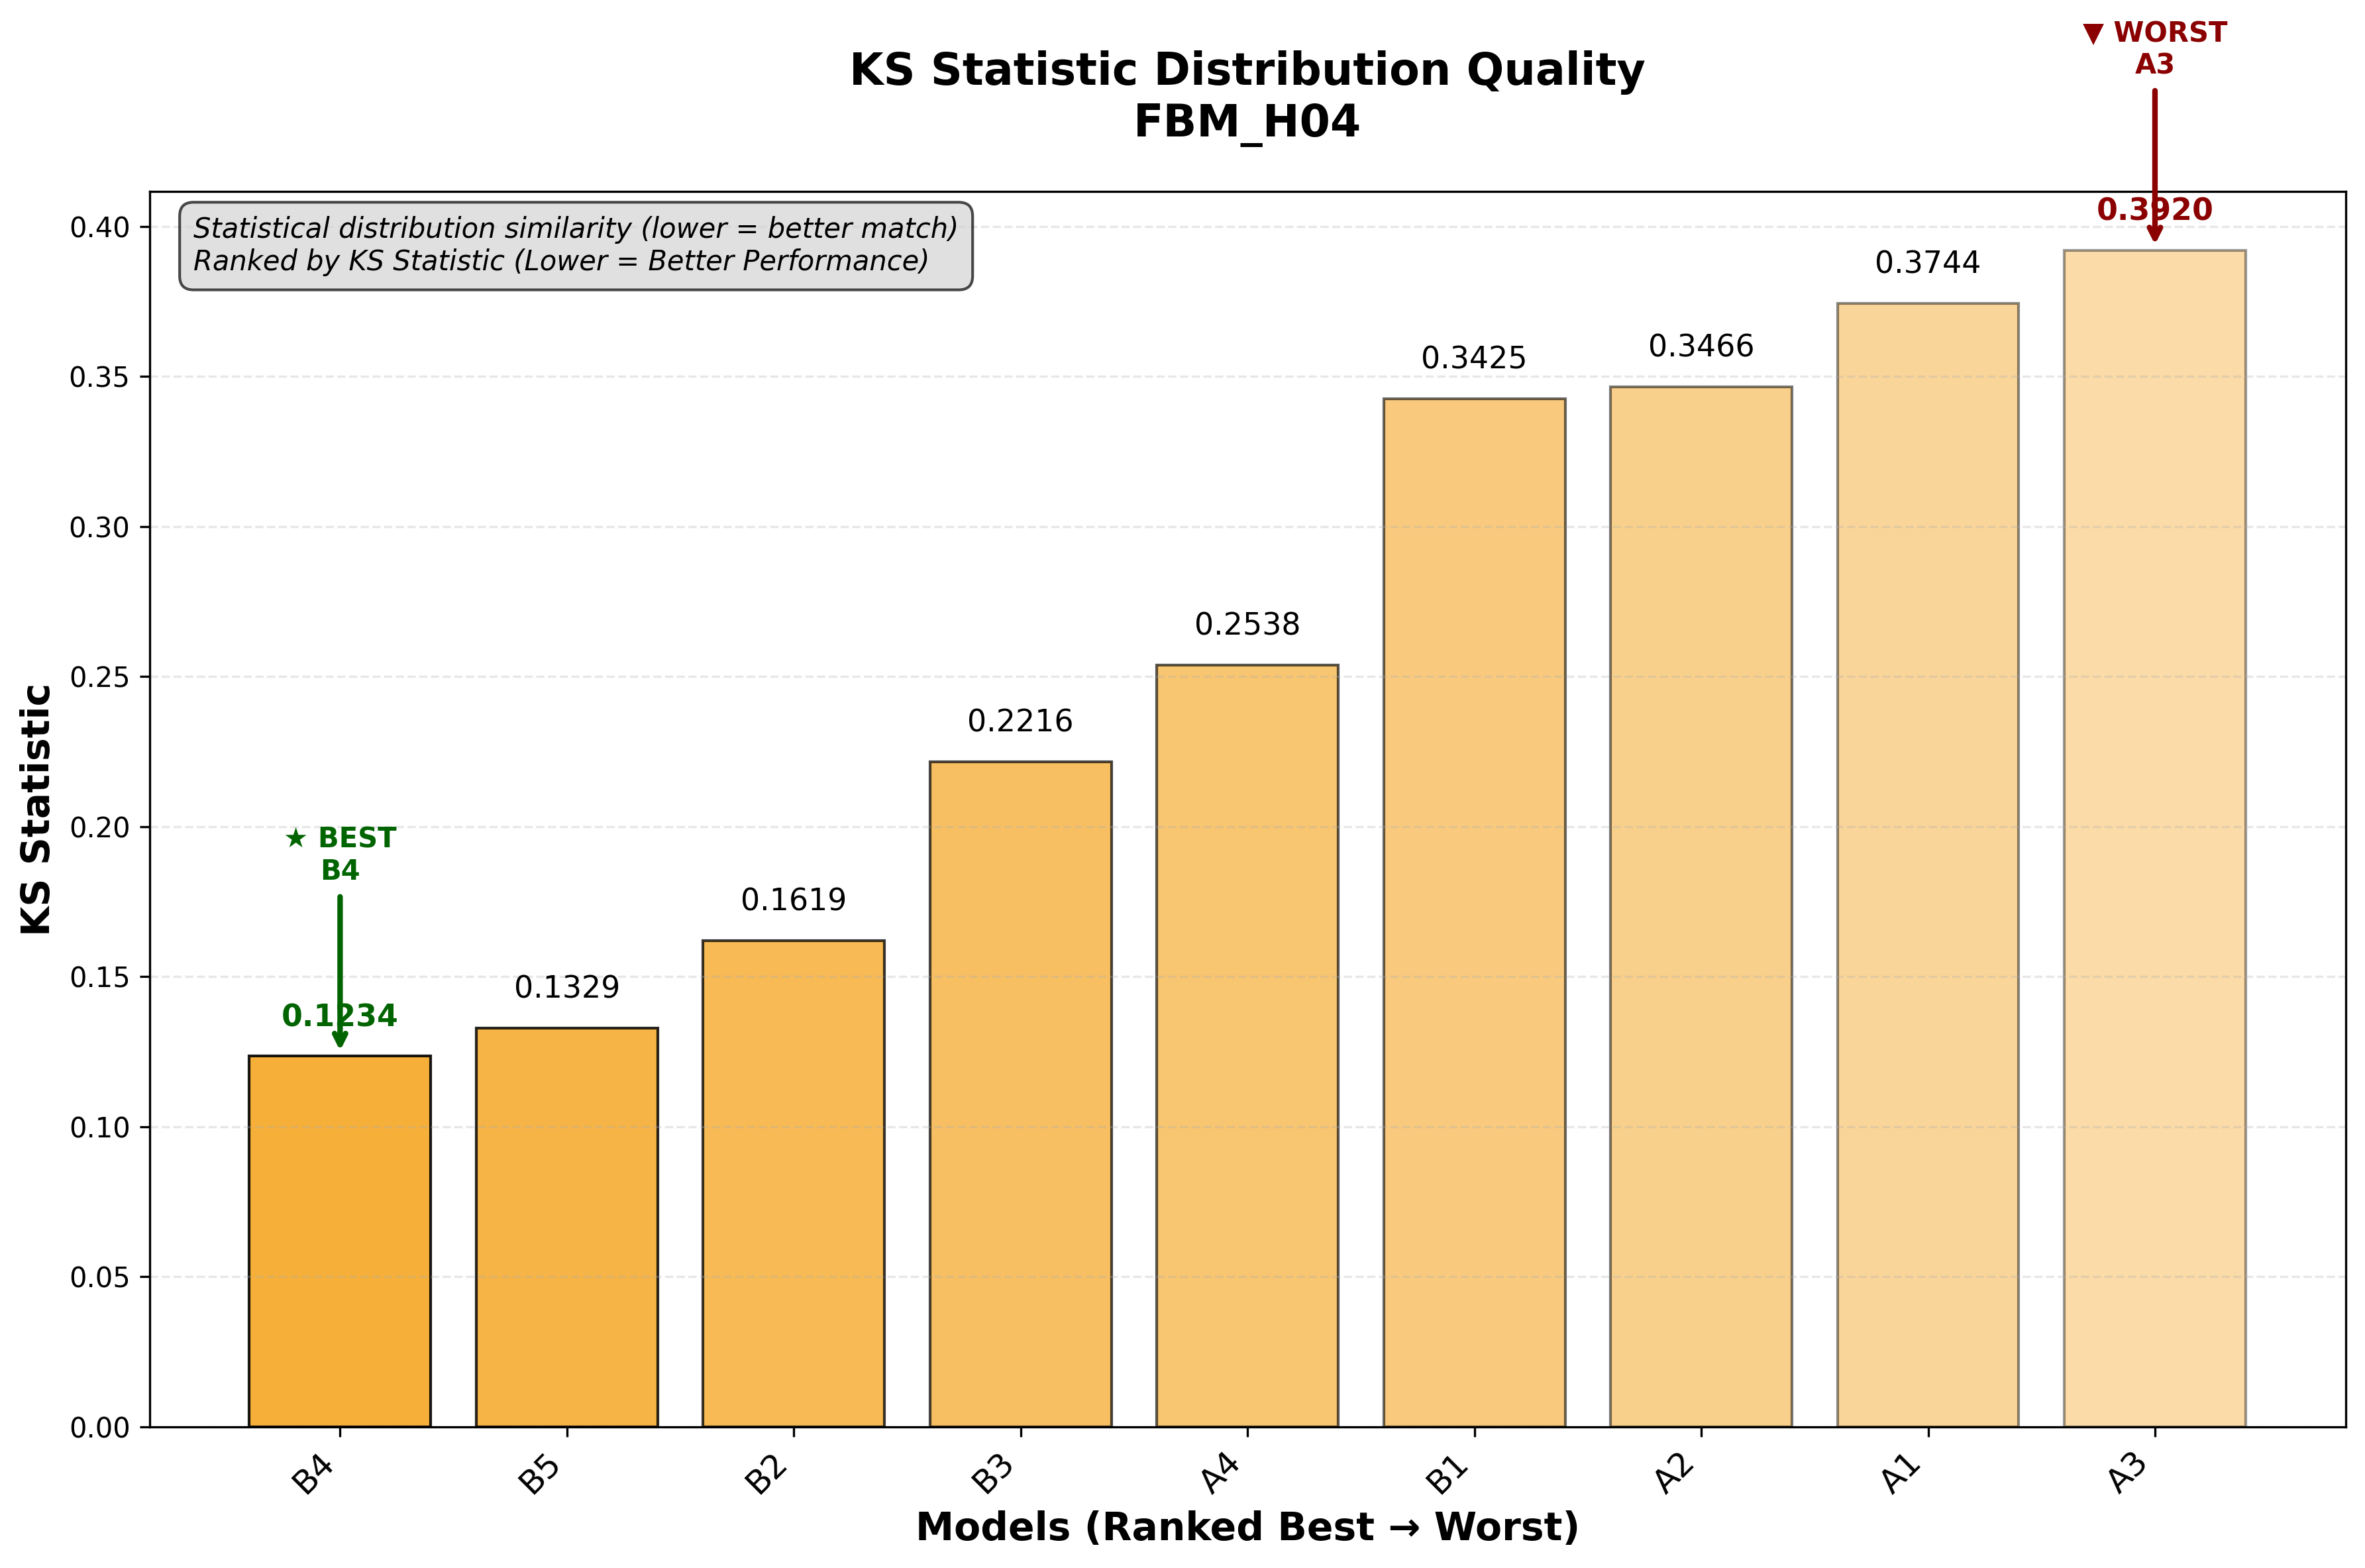 ▼ WORST
A3
KS Statistic Distribution Quality
FBM_H04
Statistical distribution similarity (lower = better match)
Ranked by KS Statistic (Lower = Better Performance)
KS Statistic
0.40
0.35
0.30
0.25
0.20
0.15
0.10
0.05
0.00
★ BEST
B4
0.1234
0.1329
0.1619
0.2216
0.2538
0.3425
0.3466
0.3744
0.3920
B4
B5
B2
B3
A4
B1
A2
A1
A3
Models (Ranked Best → Worst)